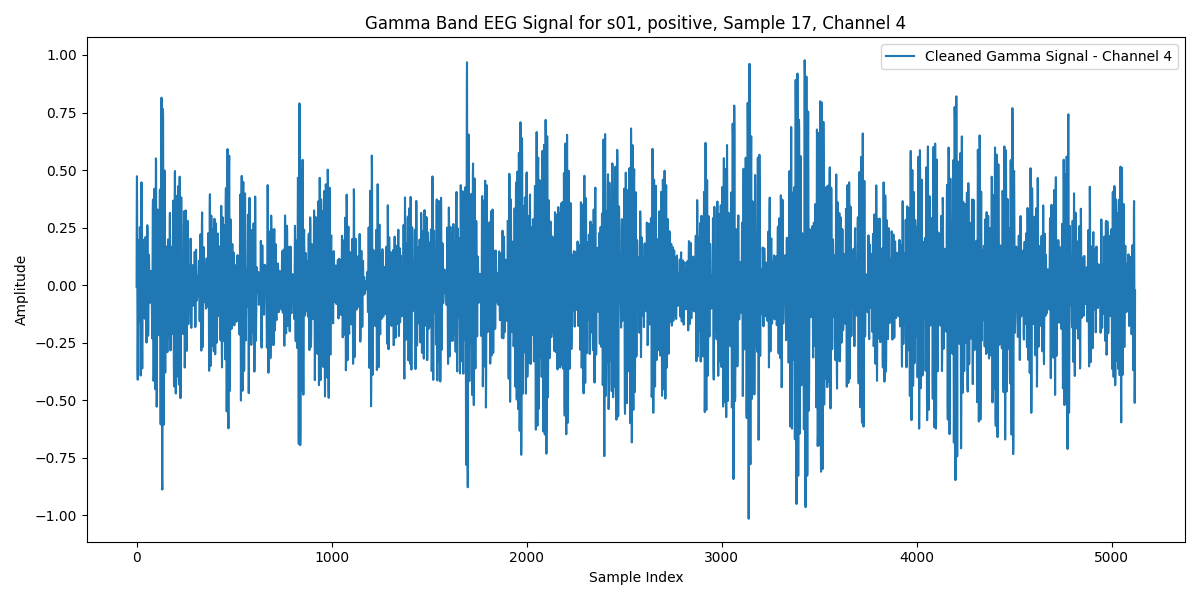 Gamma Band EEG Signal for s01, positive, Sample 17, Channel 4
Cleaned Gamma Signal - Channel 4
1.00
0.75
0.50
0.25
0.00
−0.25
−0.50
−0.75
−1.00
Amplitude
0 1000 2000 3000 4000 5000
Sample Index